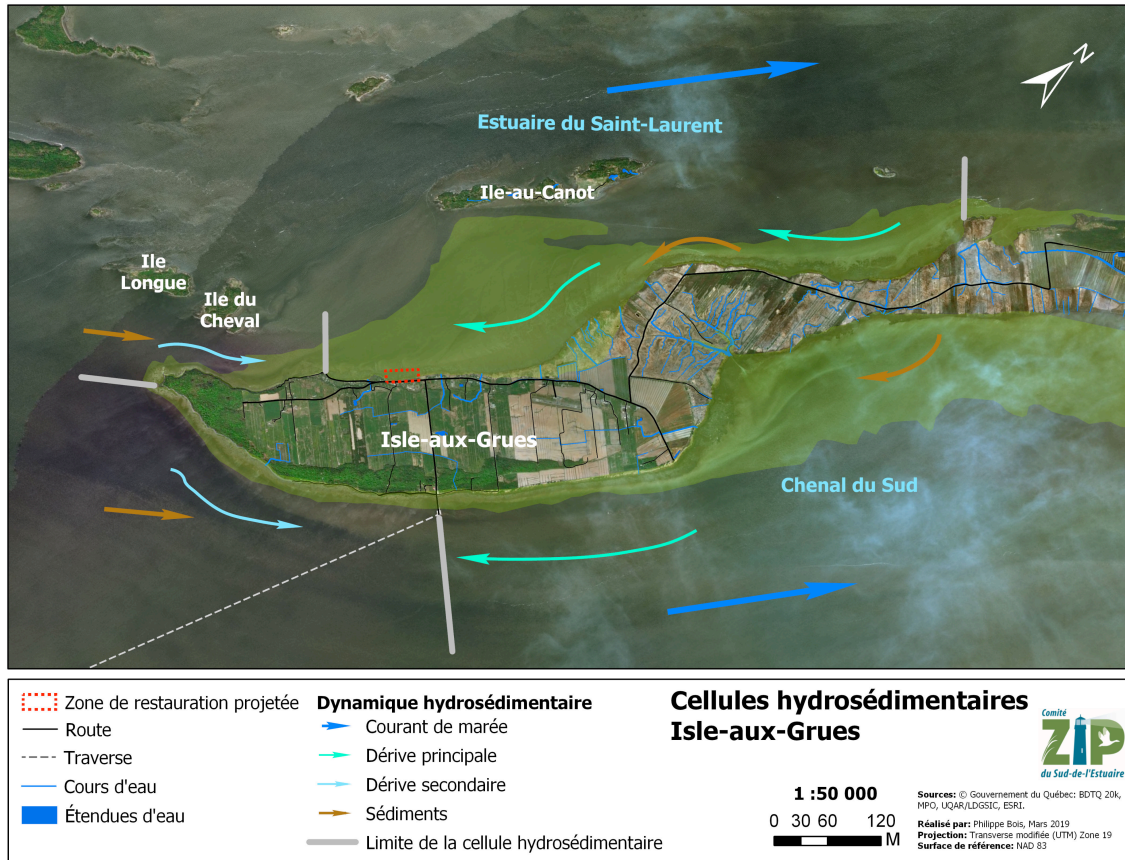 N
Estuaire du Saint-Laurent
Ile-au-Canot
Ile
Longue
Ile du
Cheval
Isle-aux-Grues
Chenal du Sud
Zone de restauration projetée
Route
Traverse
Cours d'eau
Étendues d'eau
Dynamique hydrosédimentaire
Courant de marée
Dérive principale
Dérive secondaire
Sédiments
Limite de la cellule hydrosédimentaire
Cellules hydrosédimentaires
Isle-aux-Grues
Comité
ZIP
du Sud-de-l'Estuaire
1 :50 000
0 30 60 120
M
Sources: © Gouvernement du Québec: BDTQ 20k,
MPO, UQAR/LDGSIC, ESRI.
Réalisé par: Philippe Bois, Mars 2019
Projection: Transverse modifiée (UTM) Zone 19
Surface de référence: NAD 83